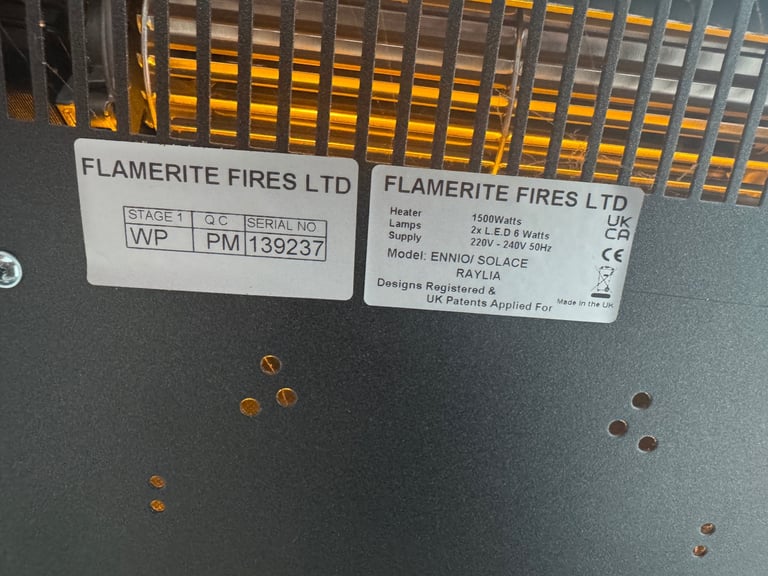 FLAMERITE FIRES LTD
STAGE 1 Q C SERIAL NO
WP PM 139237
FLAMERITE FIRES LTD
Heater 1500Watts
Lamps 2x L.E.D 6 Watts
Supply 220V - 240V 50Hz
UK
CA
CE
Model: ENNIO/ SOLACE
RAYLIA
Designs Registered &
UK Patents Applied For
Made in the UK